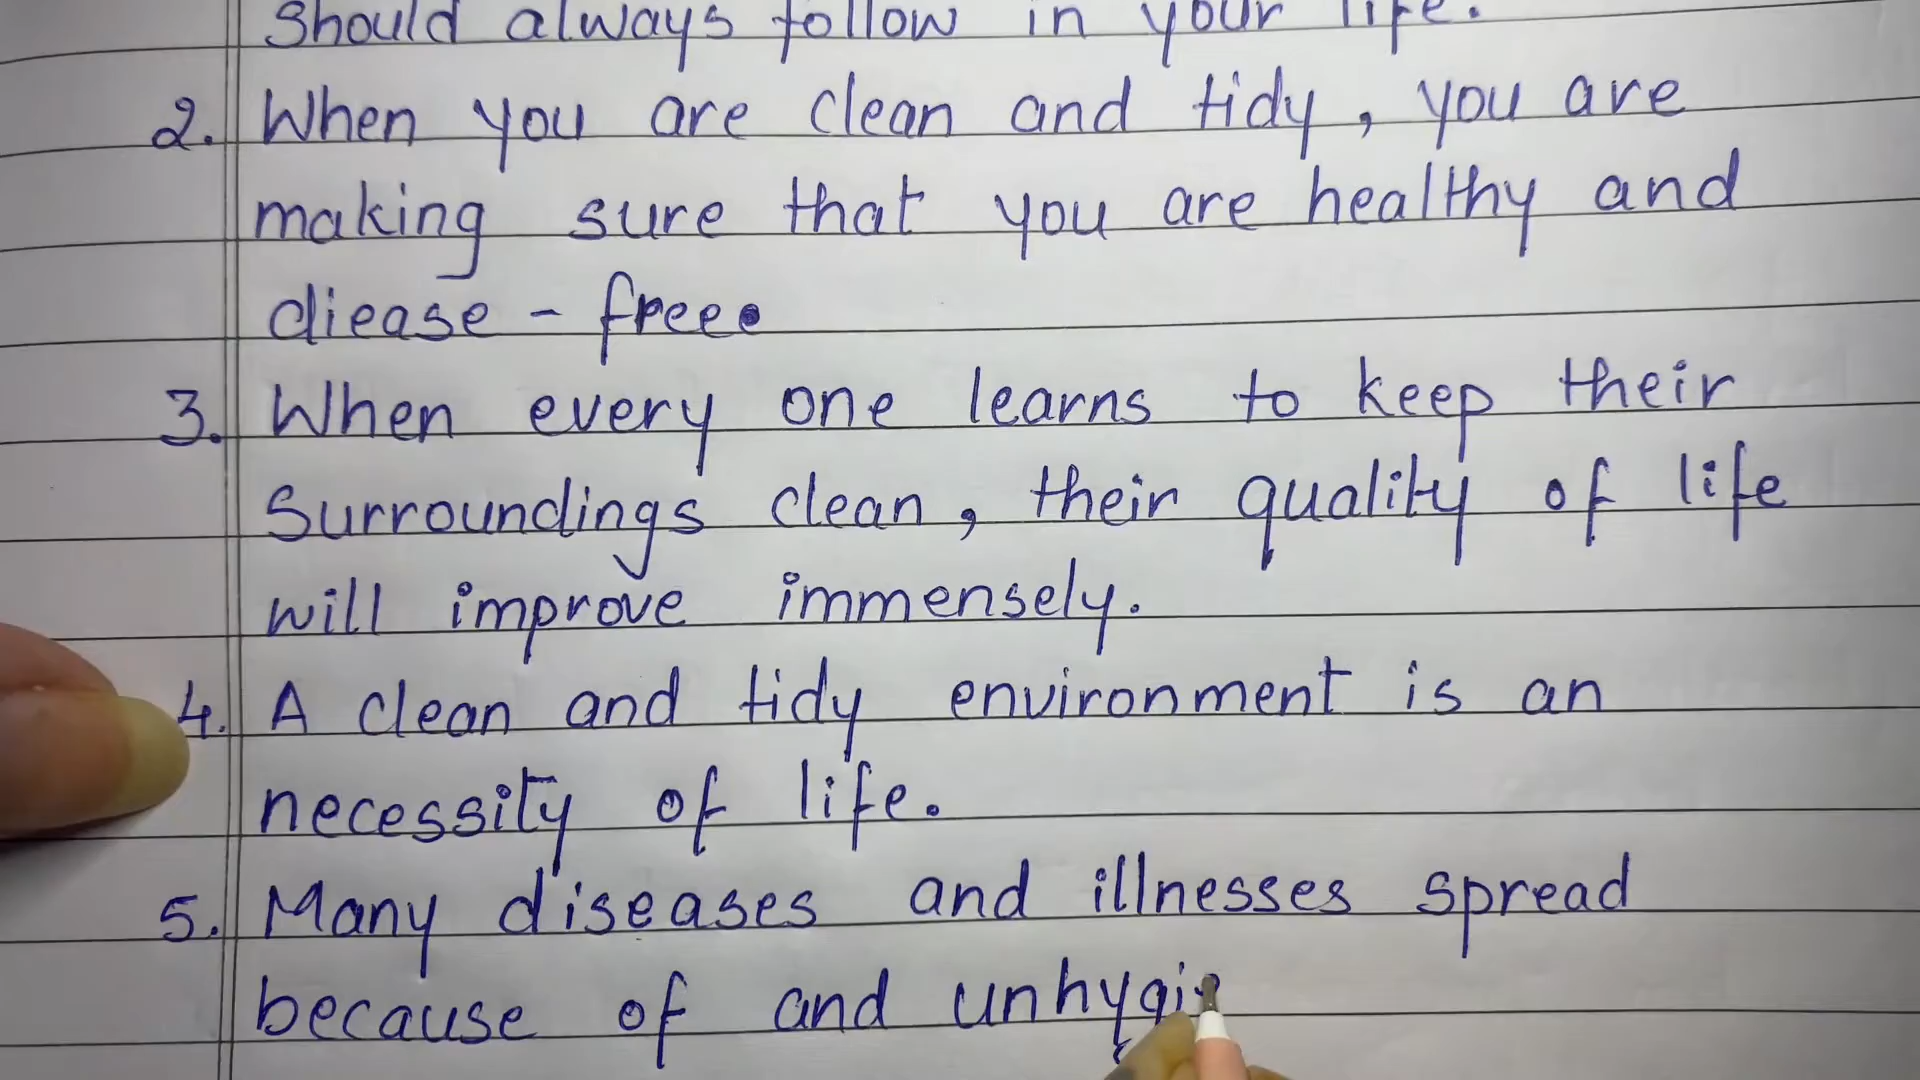 Should always follow in your life.
2. When you are clean and tidy, you are
making sure that you are healthy and
diease - free.
3. When every one learns to keep their
Surroundings clean, their quality of life
will improve immensely.
4. A clean and tidy environment is an
necessity of life.
5. Many diseases and illnesses spread
because of and unhygi